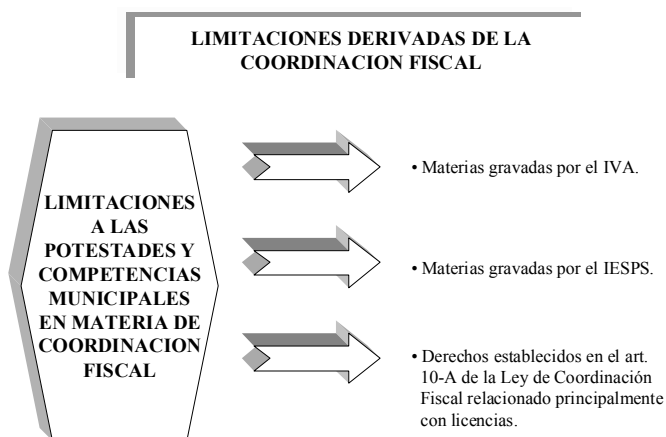 LIMITACIONES DERIVADAS DE LA
COORDINACION FISCAL
LIMITACIONES
A LAS
POTESTADES Y
COMPETENCIAS
MUNICIPALES
EN MATERIA DE
COORDINACION
FISCAL
• Materias gravadas por el IVA.
• Materias gravadas por el IESPS.
• Derechos establecidos en el art.
10-A de la Ley de Coordinación
Fiscal relacionado principalmente
con licencias.